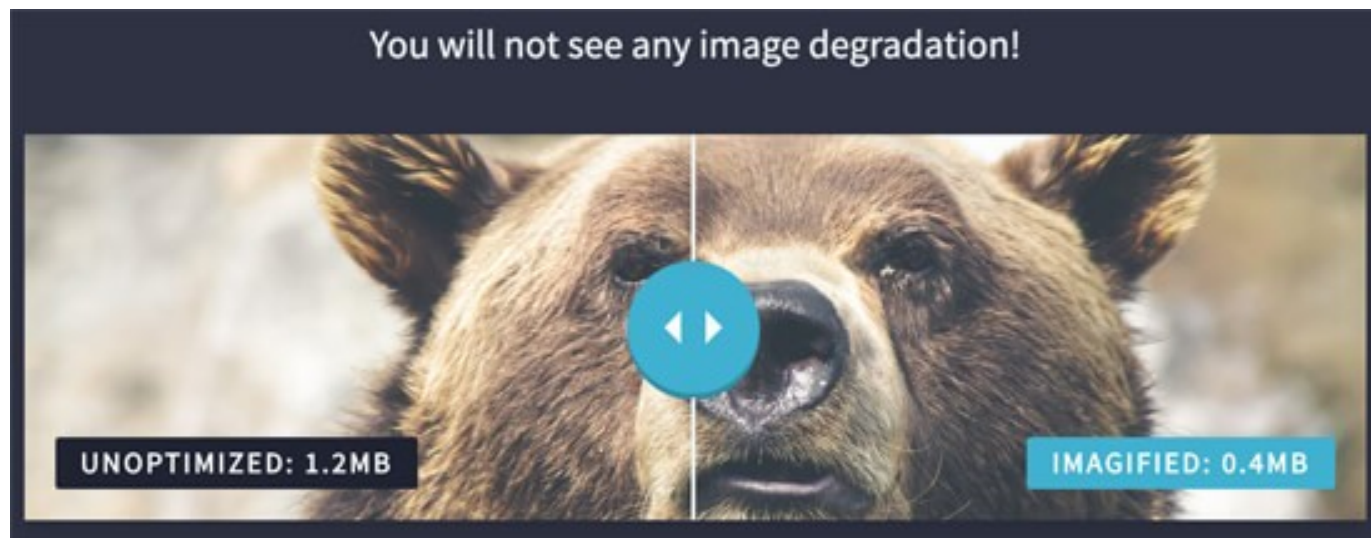 You will not see any image degradation!
UNOPTIMIZED: 1.2MB
IMAGIFIED: 0.4MB